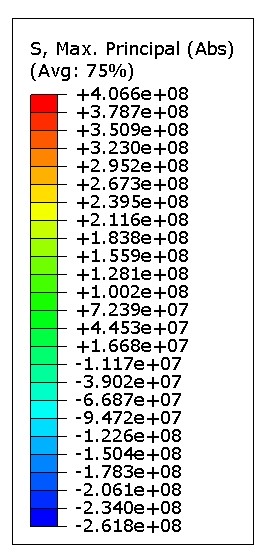 S, Max. Principal (Abs)
(Avg: 75%)
+4.066e+08
+3.787e+08
+3.509e+08
+3.230e+08
+2.952e+08
+2.673e+08
+2.395e+08
+2.116e+08
+1.838e+08
+1.559e+08
+1.281e+08
+1.002e+08
+7.239e+07
+4.453e+07
+1.668e+07
-1.117e+07
-3.902e+07
-6.687e+07
-9.472e+07
-1.226e+08
-1.504e+08
-1.783e+08
-2.061e+08
-2.340e+08
-2.618e+08